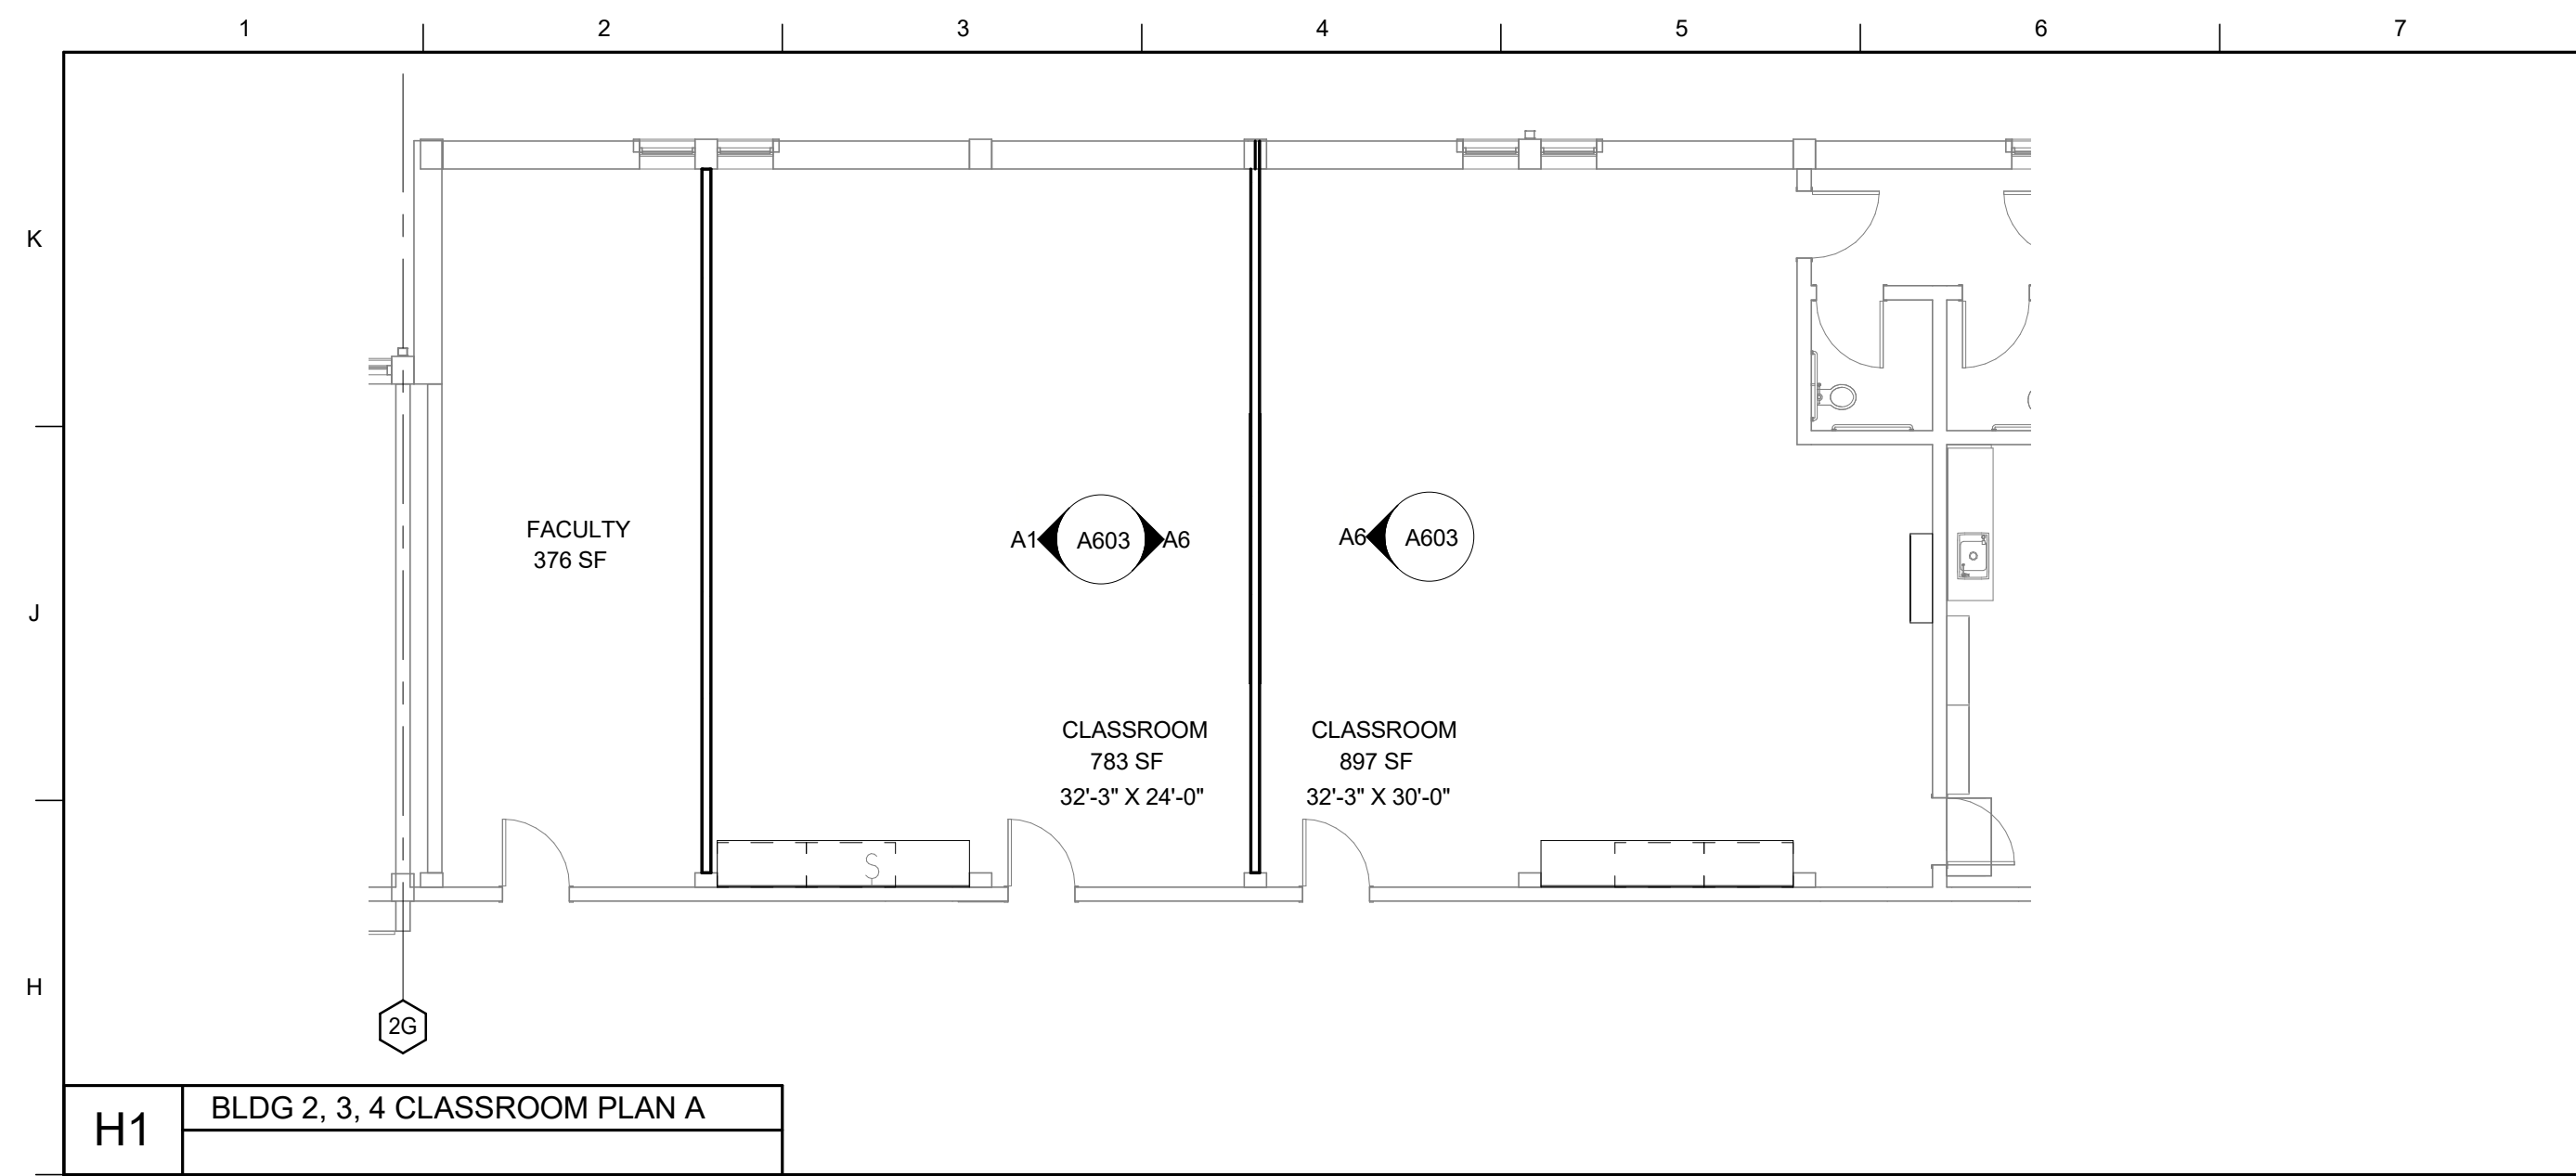 1 2 3 4 5 6 7
K
J
H
FACULTY
376 SF
A1 A603 A6
A6 A603
CLASSROOM
783 SF
32'-3" X 24'-0"
CLASSROOM
897 SF
32'-3" X 30'-0"
S
2G
H1
BLDG 2, 3, 4 CLASSROOM PLAN A